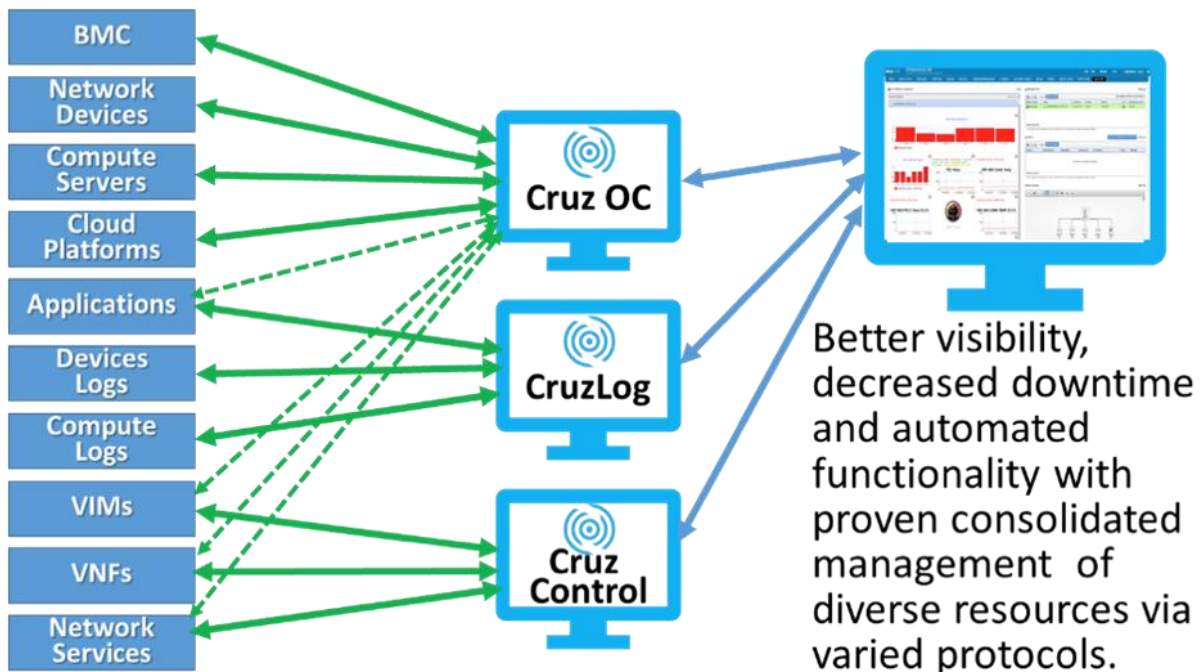 BMC
Network
Devices
Compute
Servers
Cloud
Platforms
Applications
Devices
Logs
Compute
Logs
VIMs
VNFs
Network
Services
Cruz OC
CruzLog
Cruz
Control
Better visibility,
decreased downtime
and automated
functionality with
proven consolidated
management of
diverse resources via
varied protocols.